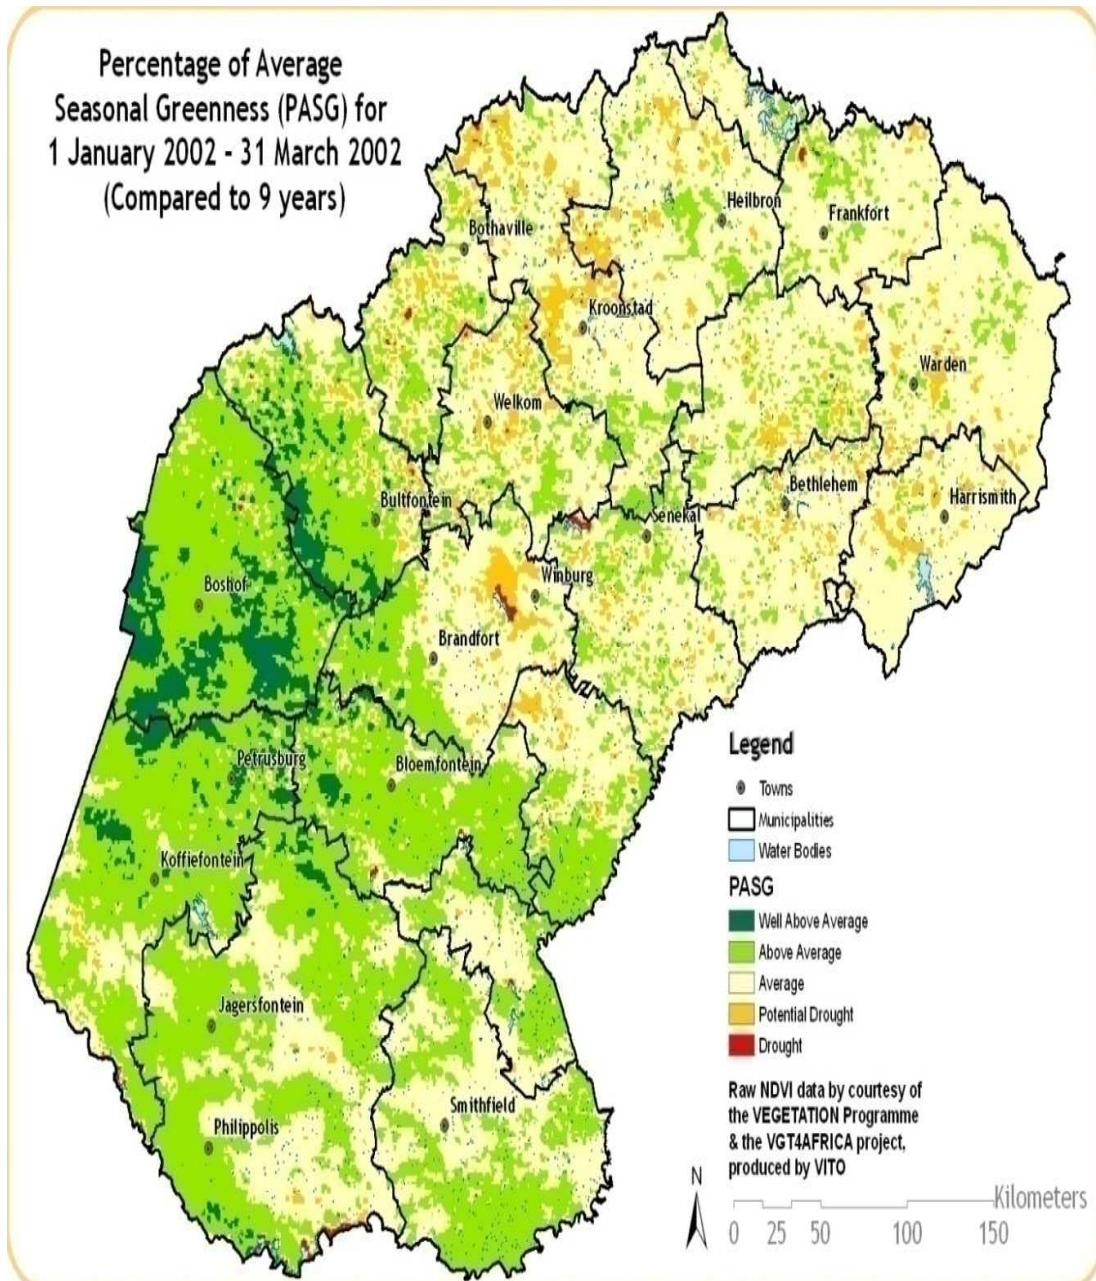 Percentage of Average
Seasonal Greenness (PASG) for
1 January 2002 - 31 March 2002
(Compared to 9 years)
Heilbron
Frankfort
Bothaville
Kroonstad
Warden
Welkom
Bultfontein
Bethlehem
Harrismith
Senekal
Boshof
Winburg
Brandfort
Petrusburg
Bloemfontein
Koffiefontein
Jagersfontein
Philippolis
Smithfield
Legend
Towns
Municipalities
Water Bodies
PASG
Well Above Average
Above Average
Average
Potential Drought
Drought
Raw NDVI data by courtesy of
the VEGETATION Programme
& the VGT4AFRICA project,
produced by VITO
N
Kilometers
0 25 50 100 150